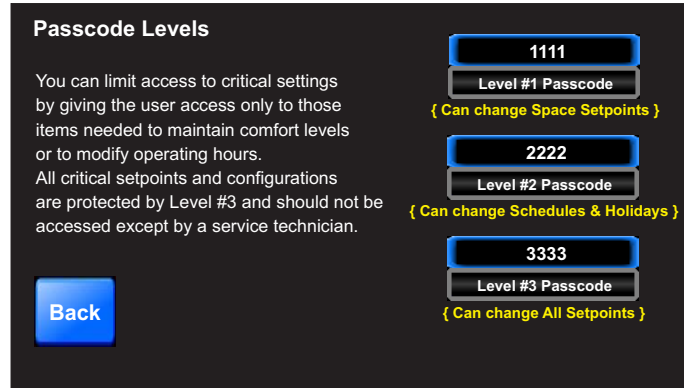 Passcode Levels
You can limit access to critical settings
by giving the user access only to those
items needed to maintain comfort levels
or to modify operating hours.
All critical setpoints and configurations
are protected by Level #3 and should not be
accessed except by a service technician.
Back
1111
Level #1 Passcode
{ Can change Space Setpoints }
2222
Level #2 Passcode
{ Can change Schedules & Holidays }
3333
Level #3 Passcode
{ Can change All Setpoints }